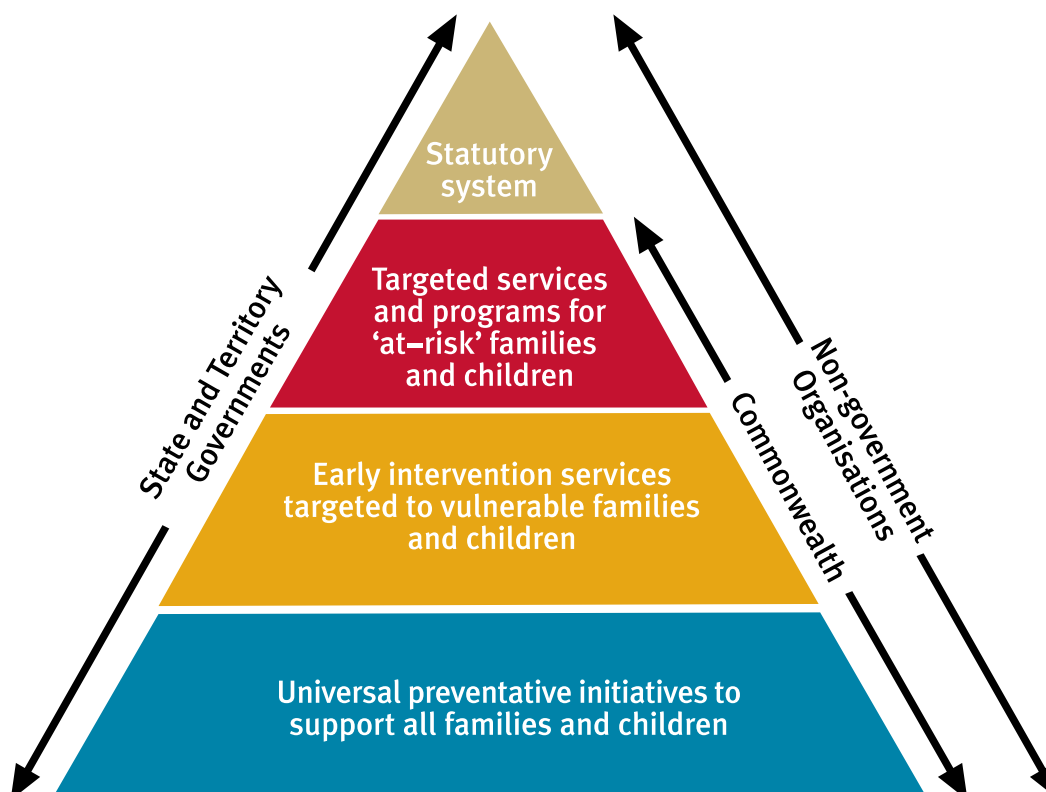 Statutory
system
Targeted services
and programs for
‘at–risk’ families
and children
Early intervention services
targeted to vulnerable families
and children
Universal preventative initiatives to
support all families and children
State and Territory
Governments
Commonwealth
Non-government
Organisations